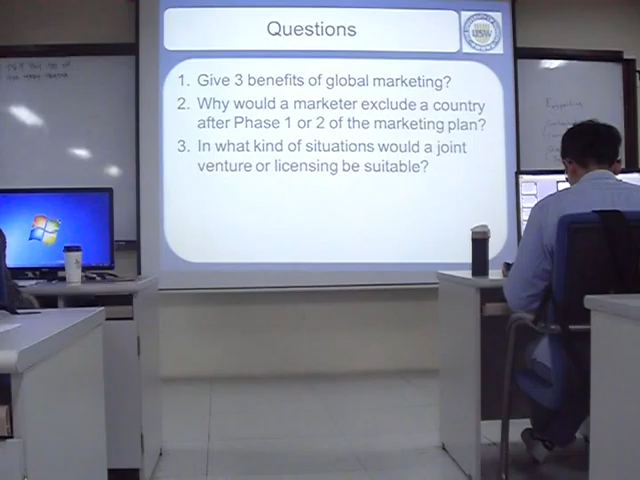 Questions
1. Give 3 benefits of global marketing?
2. Why would a marketer exclude a country
after Phase 1 or 2 of the marketing plan?
3. In what kind of situations would a joint
venture or licensing be suitable?
Exporting